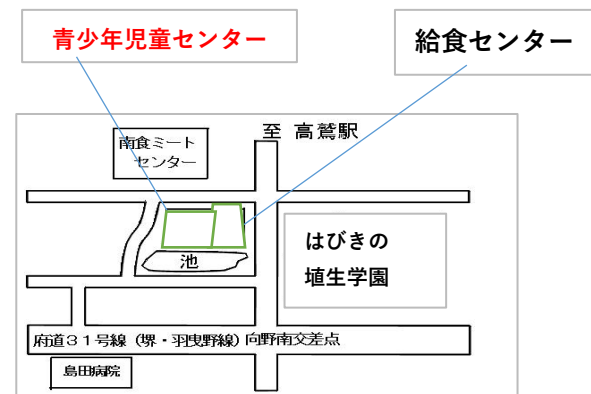 青少年児童センター
給食センター
至 高鷲駅
南食ミート
センター
はびきの
埴生学園
池
府道31号線(堺・羽曳野線)向野南交差点
島田病院